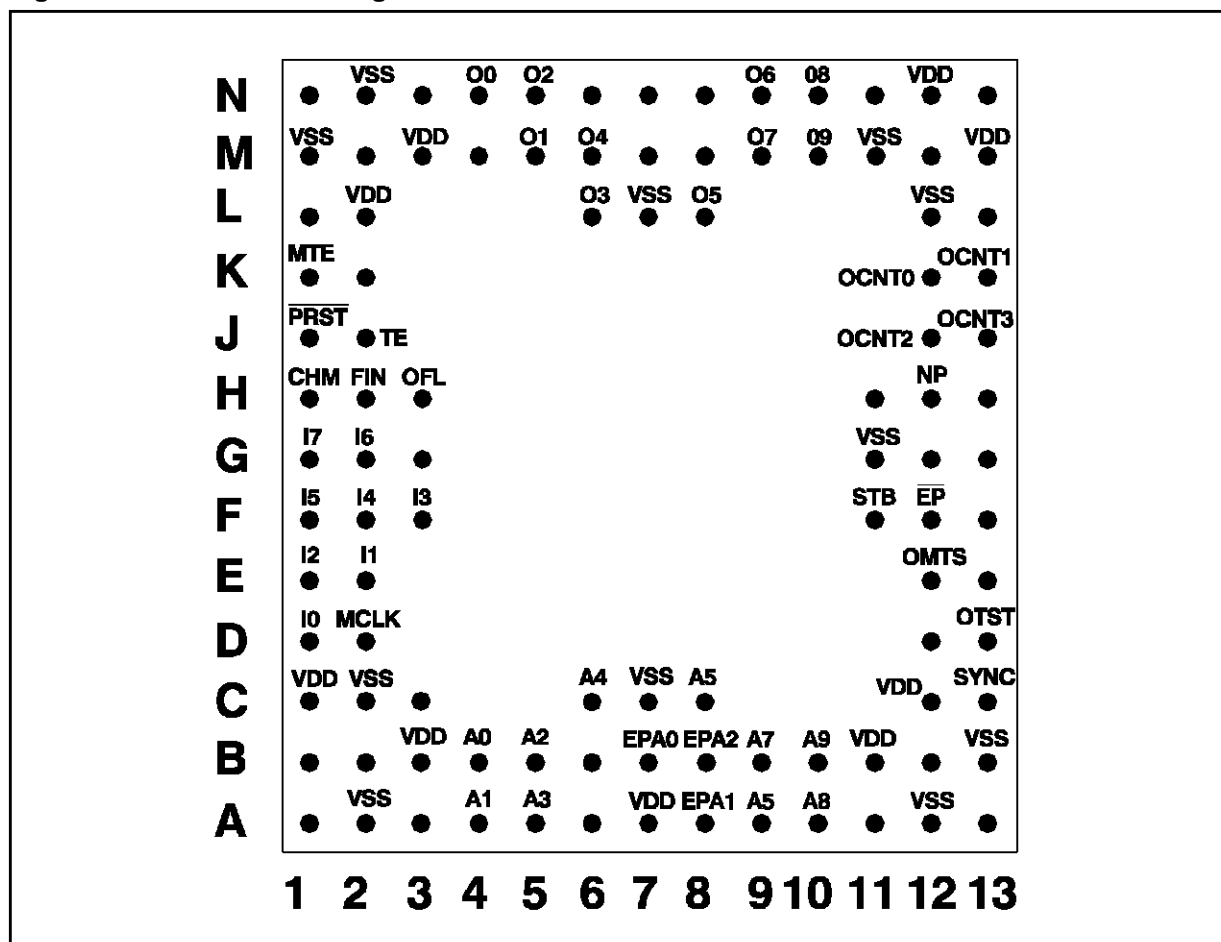 VSS O0 O2 O6 08 VDD
N
VSS VDD O1 O4 O7 09 VSS VDD
M
VDD O3 VSS O5 VSS
L
MTE OCNT1
K OCNT0
PRST OCNT3
J TE OCNT2
CHM FIN OFL NP
H
I7 I6 VSS
G
I5 I4 I3 STB EP
F
I2 I1 OMTS
E
I0 MCLK OTST
D
VDD VSS A4 VSS A5 VDD SYNC
C
VDD A0 A2 EPA0 EPA2 A7 A9 VDD VSS
B
VSS A1 A3 VDD EPA1 A5 A8 VSS
A
1 2 3 4 5 6 7 8 9 10 11 12 13